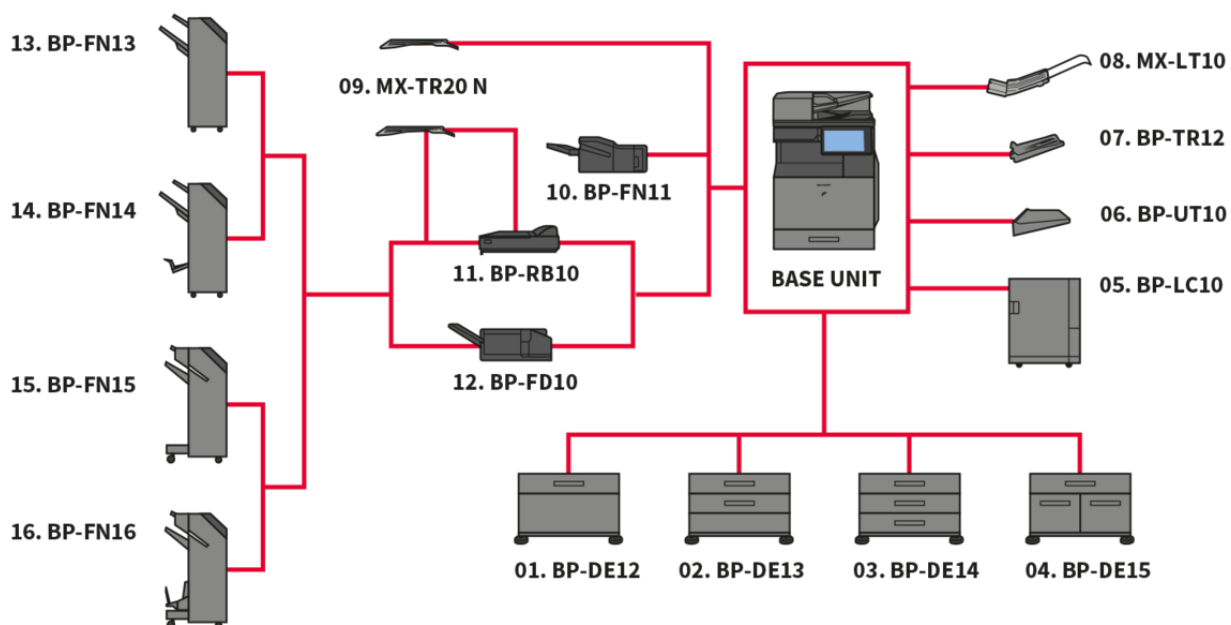 13. BP-FN13
09. MX-TR20 N
08. MX-LT10
07. BP-TR12
14. BP-FN14
10. BP-FN11
06. BP-UT10
11. BP-RB10
BASE UNIT
05. BP-LC10
15. BP-FN15
12. BP-FD10
16. BP-FN16
01. BP-DE12
02. BP-DE13
03. BP-DE14
04. BP-DE15